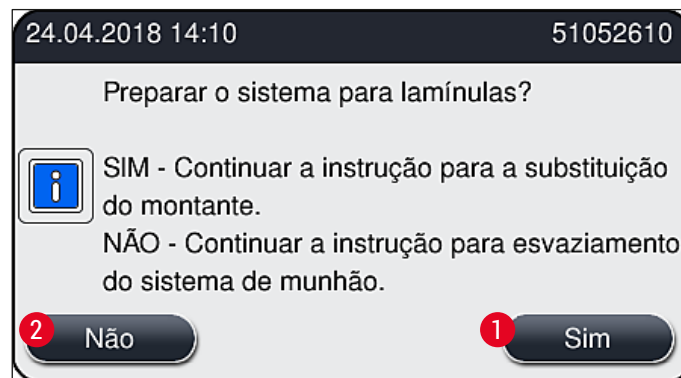 24.04.2018 14:10 51052610
Preparar o sistema para lamínulas?
SIM - Continuar a instrução para a substituição
do montante.
NÃO - Continuar a instrução para esvaziamento
do sistema de munhão.
2 Não 1 Sim